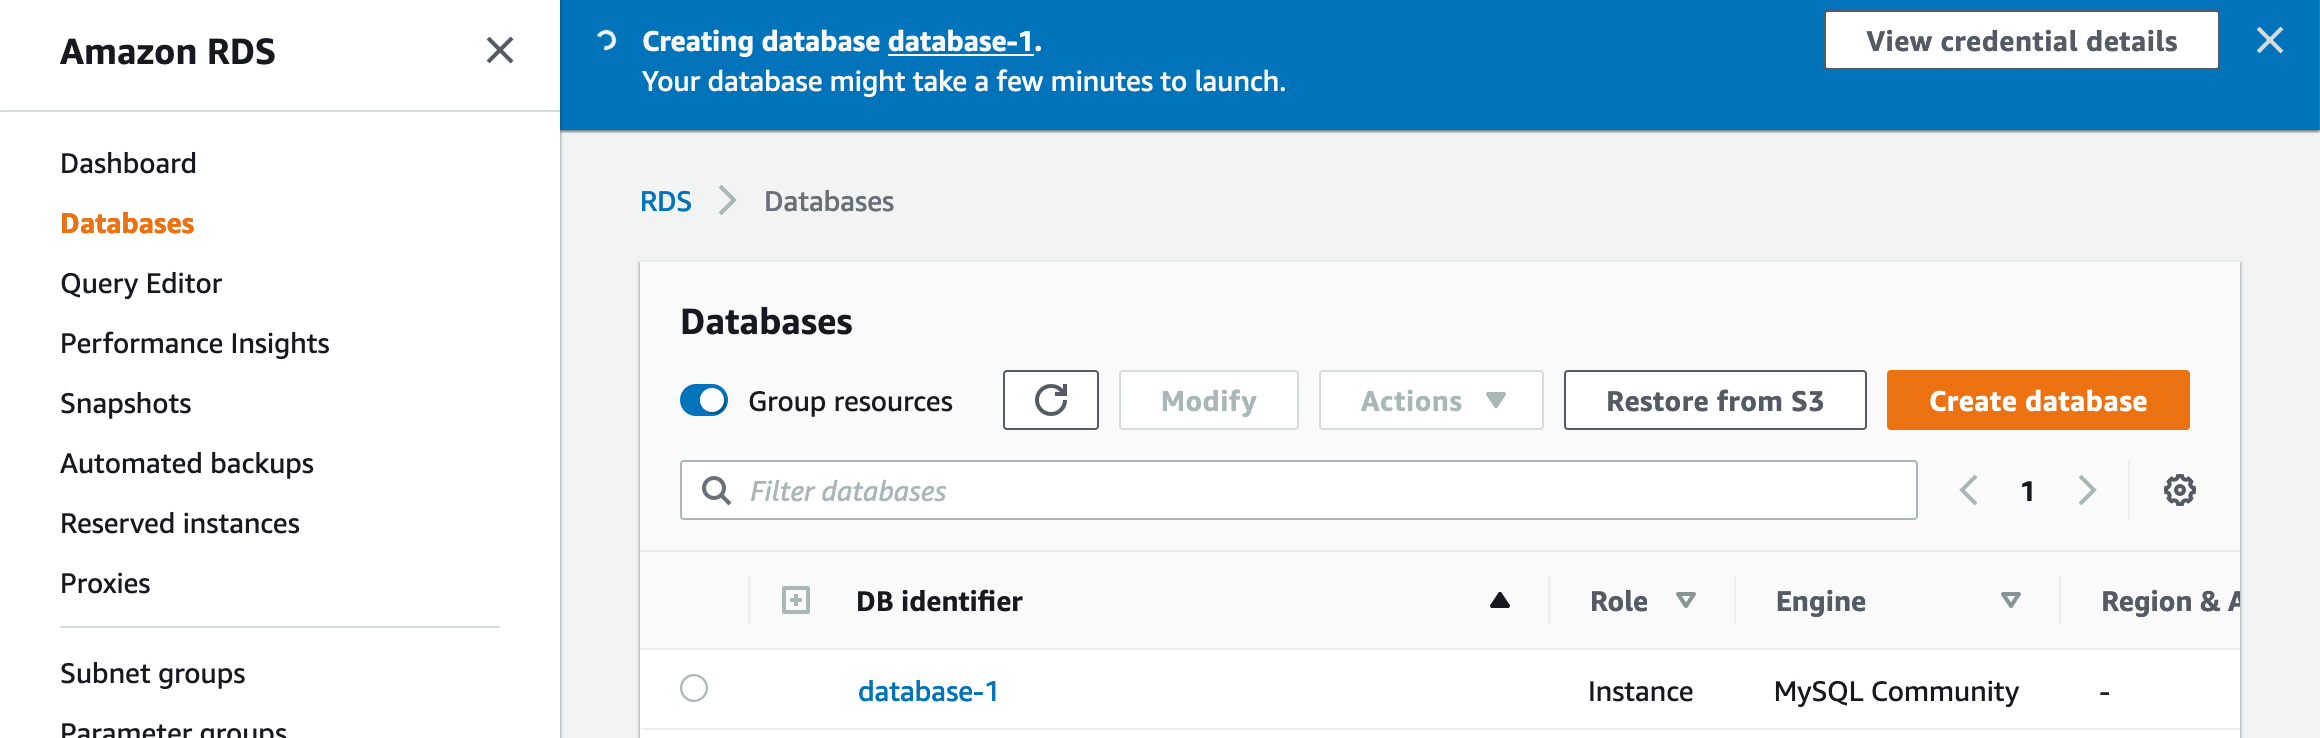 Amazon RDS
Dashboard
Databases
Query Editor
Performance Insights
Snapshots
Automated backups
Reserved instances
Proxies
Subnet groups
Parameter groups
Creating database database-1.
Your database might take a few minutes to launch.
View credential details
RDS > Databases
Databases
Group resources Modify Actions Restore from S3 Create database
Filter databases 1
DB identifier Role Engine Region & A
database-1 Instance MySQL Community -